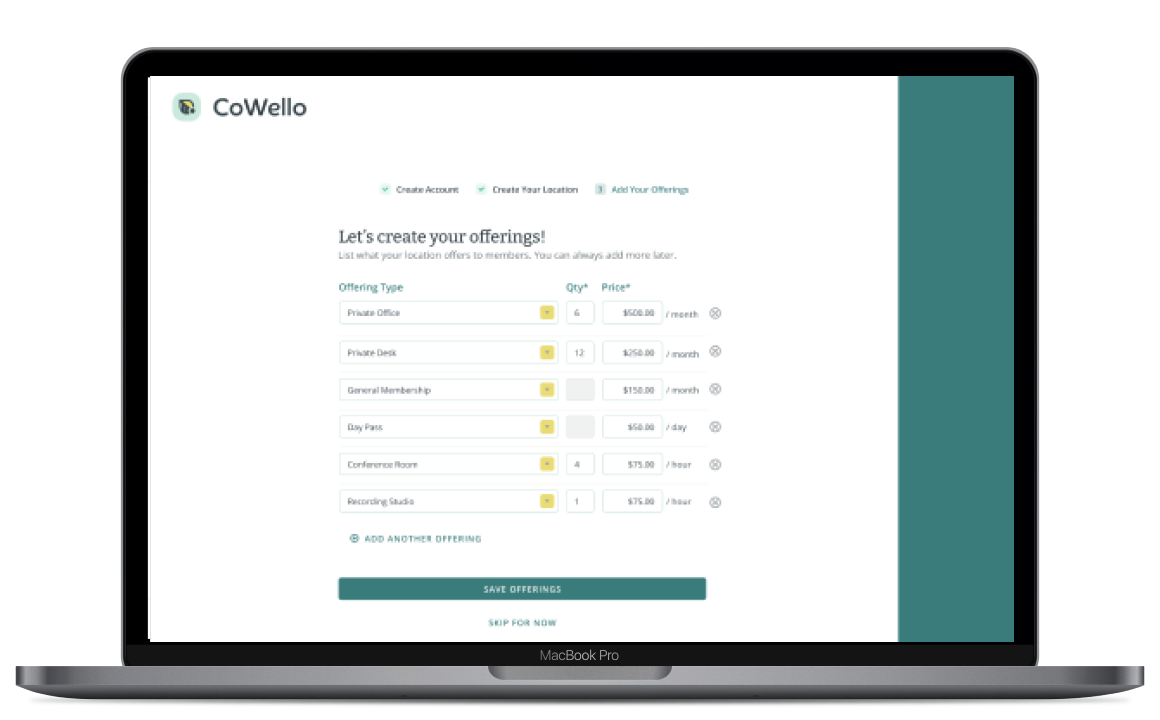 CoWello
Create Account Create Your Location 3 Add Your Offerings
Let's create your offerings!
List what your location offers to members. You can always add more later.
Offering Type Qty* Price*
Private Office 6 $500.00 / month
Private Desk 12 $250.00 / month
General Membership $150.00 / month
Day Pass $50.00 / day
Conference Room 4 $75.00 / hour
Recording Studio 1 $75.00 / hour
ADD ANOTHER OFFERING
SAVE OFFERINGS
SKIP FOR NOW
MacBook Pro